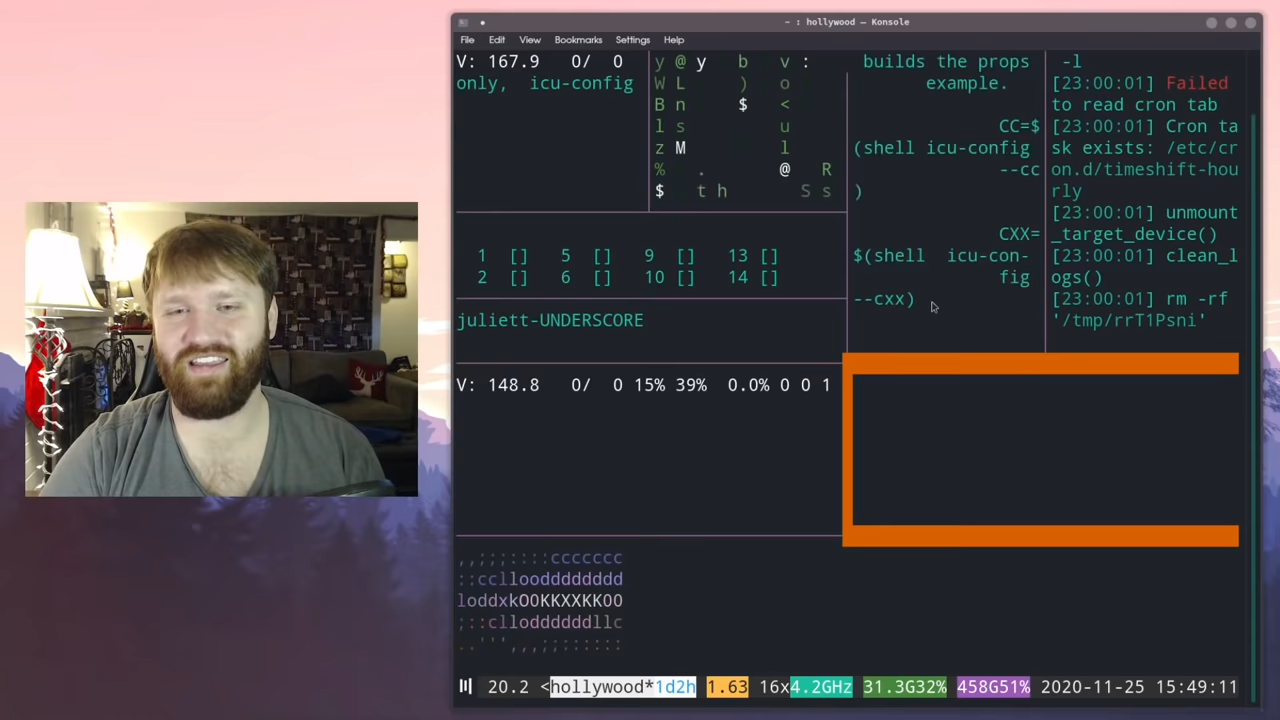 ~ : hollywood — Konsole
File Edit View Bookmarks Settings Help
V: 167.9 0/ 0
only, icu-config
y @ y b v :
W L ) o
B n $ <
l s u
z M l
% . @ R
$ t h S s
builds the props
example.
CC=$
(shell icu-config
--cc
)
CXX=
$(shell icu-con-
fig
--cxx)
-l
[23:00:01] Failed
to read cron tab
[23:00:01] Cron ta
sk exists: /etc/cr
on.d/timeshift-hou
rly
[23:00:01] unmount
_target_device()
[23:00:01] clean_l
ogs()
[23:00:01] rm -rf
'/tmp/rrT1Psni'
1 [] 5 [] 9 [] 13 []
2 [] 6 [] 10 [] 14 []
juliett-UNDERSCORE
V: 148.8 0/ 0 15% 39% 0.0% 0 0 1
,,;;;::::ccccccc
::ccllooddddddddd
loddxkOOKKXXKKOO
;::cllodddddddllc
..''',,,;;::::::
20.2 <hollywood*1d2h 1.63 16x4.2GHz 31.3G32% 458G51% 2020-11-25 15:49:11